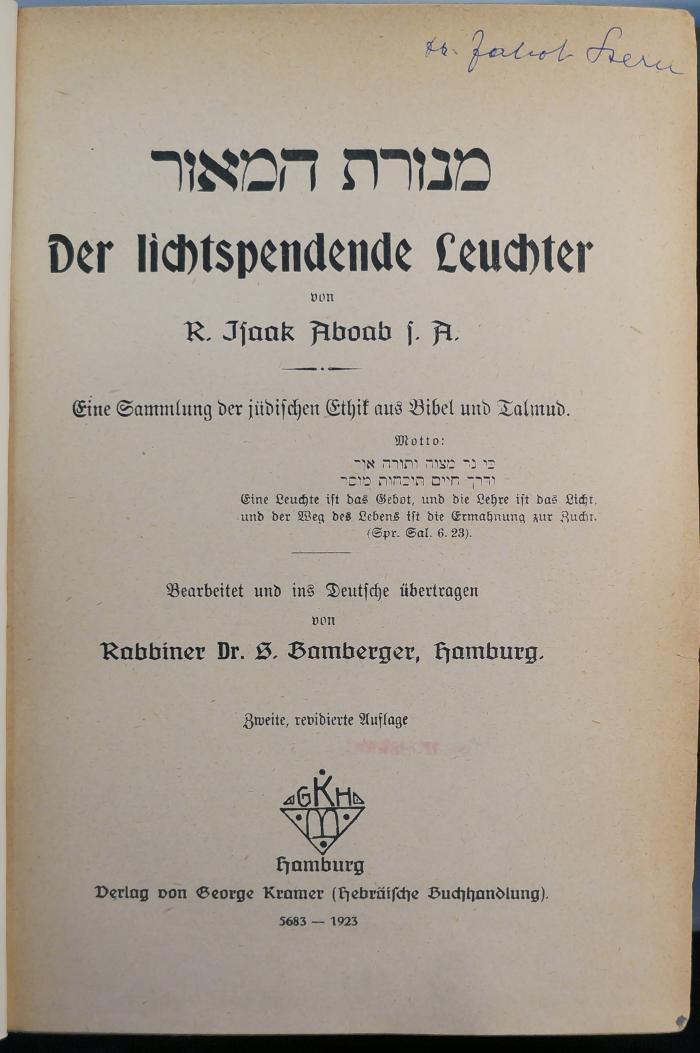 Dr. Jakob Stern
מנורת המאור
Der lichtspendende Leuchter
von
R. Isaak Aboab s. A.
Eine Sammlung der jüdischen Ethik aus Bibel und Talmud.
Motto:
כי נר מצוה ותורה אור
ודרך חיים תוכחות מוסר
Eine Leuchte ist das Gebot, und die Lehre ist das Licht,
und der Weg des Lebens ist die Ermahnung zur Zucht.
(Spr. Sal. 6. 23).
Bearbeitet und ins Deutsche übertragen
von
Rabbiner Dr. S. Bamberger, Hamburg.
Zweite, revidierte Auflage
GKH
M
Hamburg
Verlag von George Kramer (Hebräische Buchhandlung).
5683 — 1923